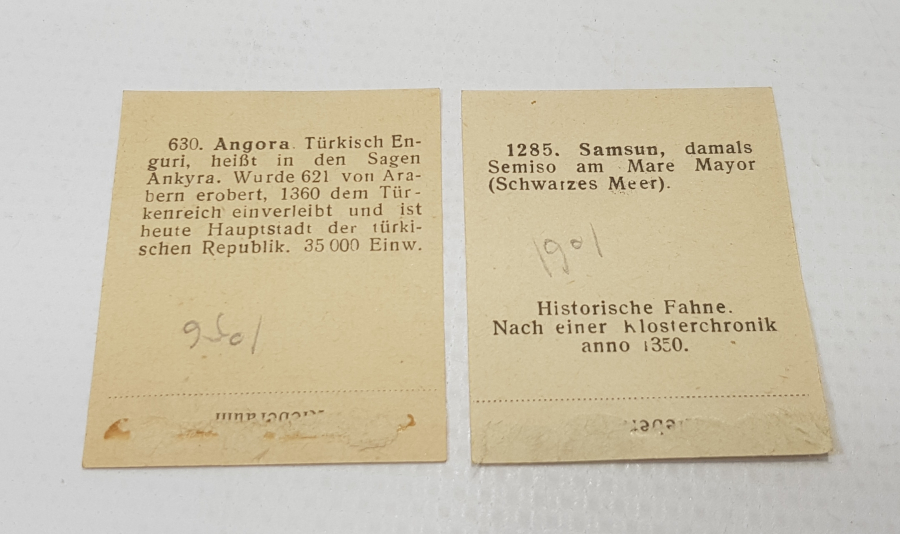 630. Angora. Türkisch En-
guri, heißt in den Sagen
Ankyra. Wurde 621 von Ara-
bern erobert, 1360 dem Tür-
kenreich einverleibt und ist
heute Hauptstadt der türki-
schen Republik. 35 000 Einw.
Kleberaum
1285. Samsun, damals
Semiso am Mare Mayor
(Schwarzes Meer).
1901
Historische Fahne.
Nach einer Klosterchronik
anno 1350.